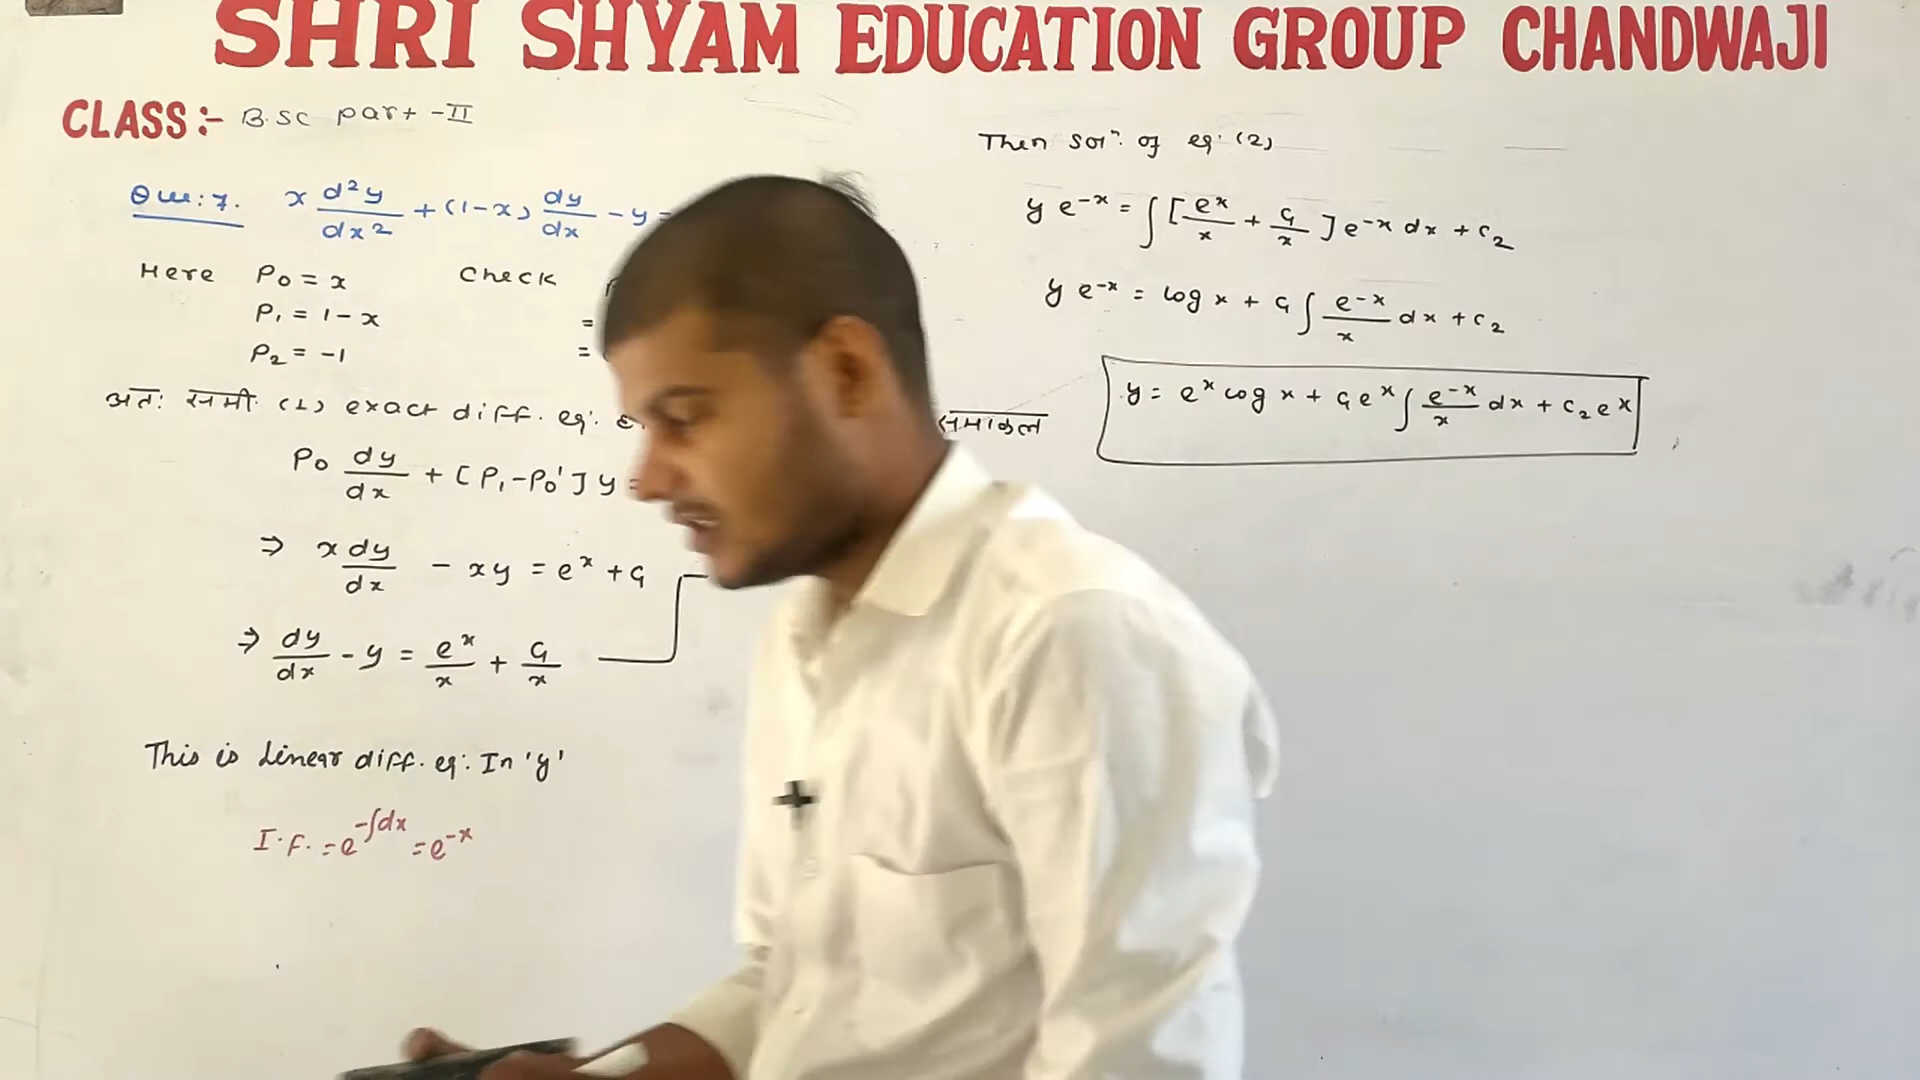 SHRI SHYAM EDUCATION GROUP CHANDWAJI
CLASS:- B.SC part -II
Que:7. x d²y/dx² + (1-x) dy/dx - y =
Here P₀ = x Check
P₁ = 1-x =
P₂ = -1 =
अतः समी. (1) exact diff. eq.
समाकल
P₀ dy/dx + [P₁-P₀'] y =
⇒ x dy/dx - xy = eˣ + c₁
⇒ dy/dx - y = eˣ/x + c₁/x
This is Linear diff. eq. In 'y'
I.F. = e^-∫dx = e^-x
Then solⁿ. of eq. (2)
y e^-x = ∫ [eˣ/x + c₁/x] e^-x dx + c₂
y e^-x = log x + c₁ ∫ e^-x/x dx + c₂
y = eˣ log x + c₁ eˣ ∫ e^-x/x dx + c₂ eˣ